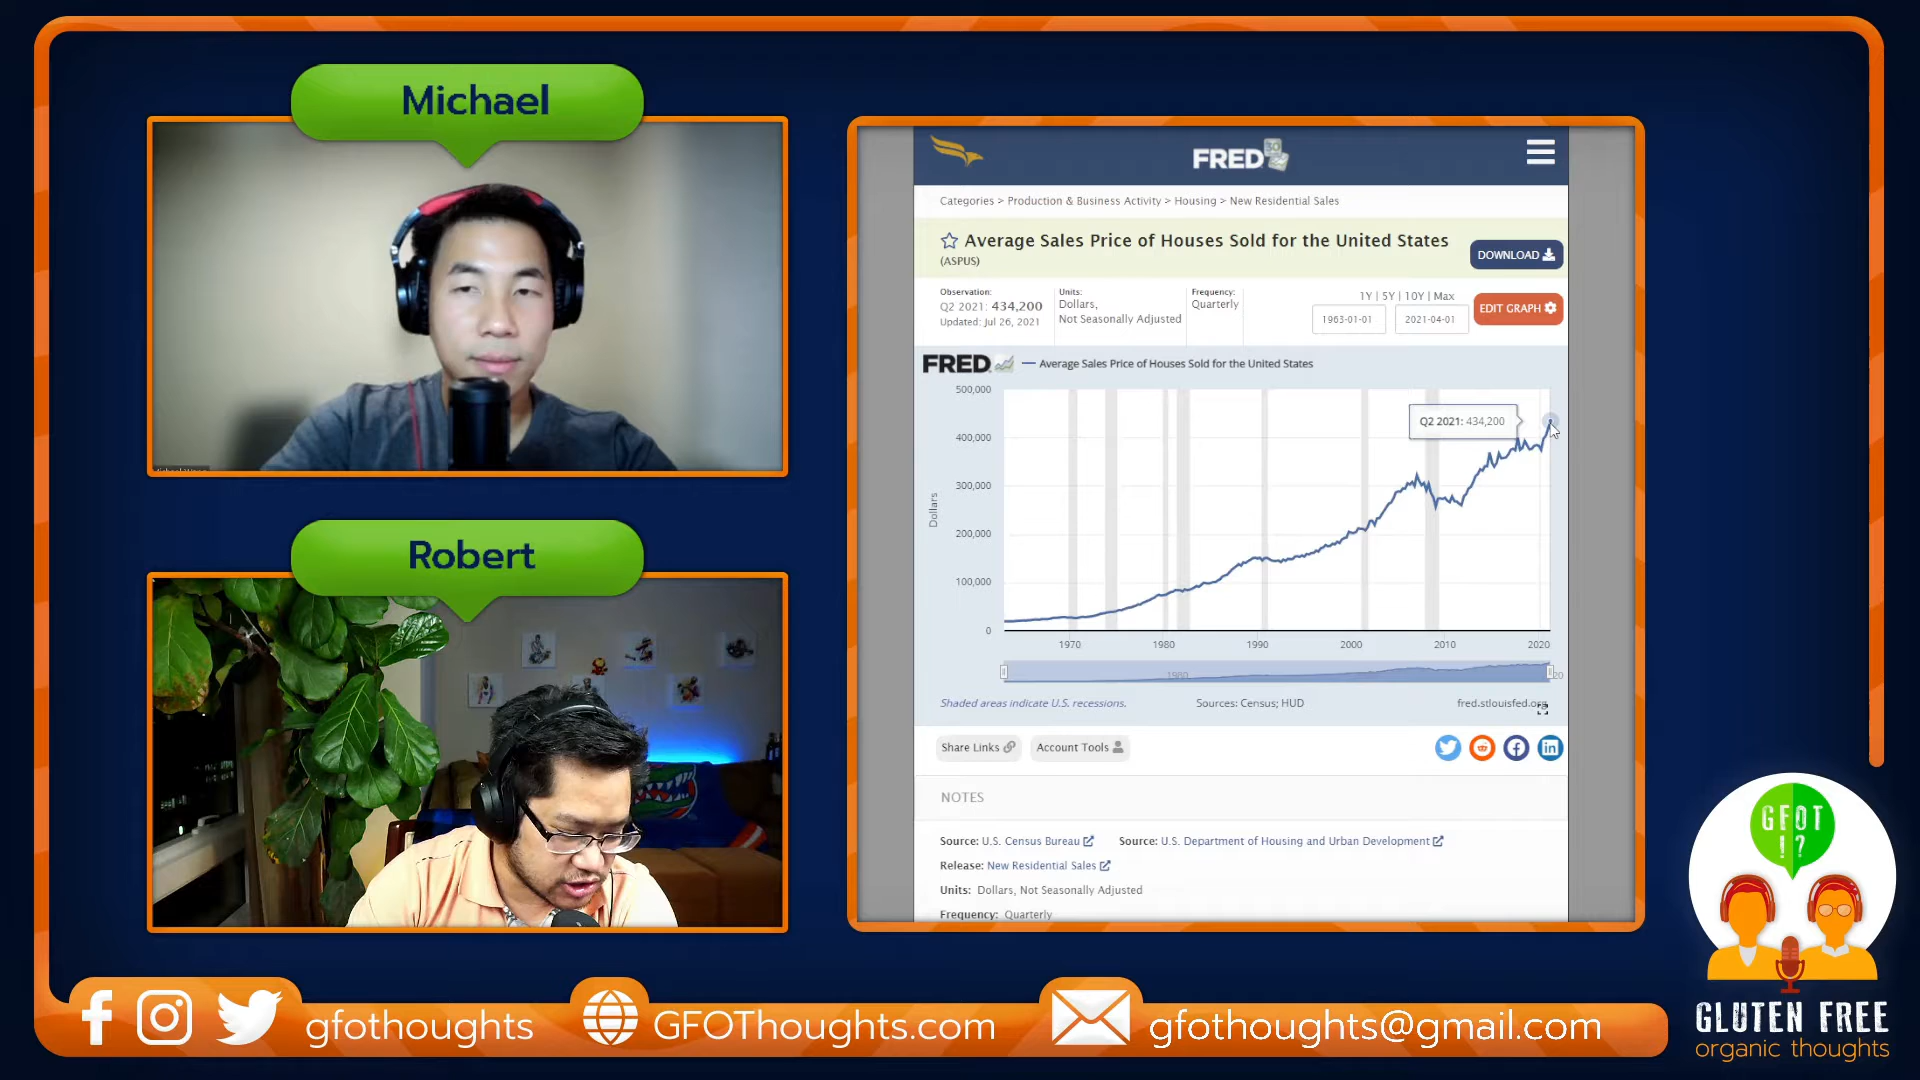 Michael
Robert
FRED
Categories > Production & Business Activity > Housing > New Residential Sales
Average Sales Price of Houses Sold for the United States
(ASPUS)
DOWNLOAD
Observation:
Q2 2021: 434,200
Updated: Jul 26, 2021
Units:
Dollars,
Not Seasonally Adjusted
Frequency:
Quarterly
1Y | 5Y | 10Y | Max
1963-01-01
2021-04-01
EDIT GRAPH
FRED
Average Sales Price of Houses Sold for the United States
500,000
400,000
300,000
200,000
100,000
0
Dollars
Q2 2021: 434,200
1970
1980
1990
2000
2010
2020
1980
Shaded areas indicate U.S. recessions.
Sources: Census; HUD
Share Links
Account Tools
NOTES
Source: U.S. Census Bureau
Source: U.S. Department of Housing and Urban Development
Release: New Residential Sales
Units: Dollars, Not Seasonally Adjusted
Frequency: Quarterly
GFOT
!?
GLUTEN FREE
organic thoughts
gfothoughts
GFOThoughts.com
gfothoughts@gmail.com